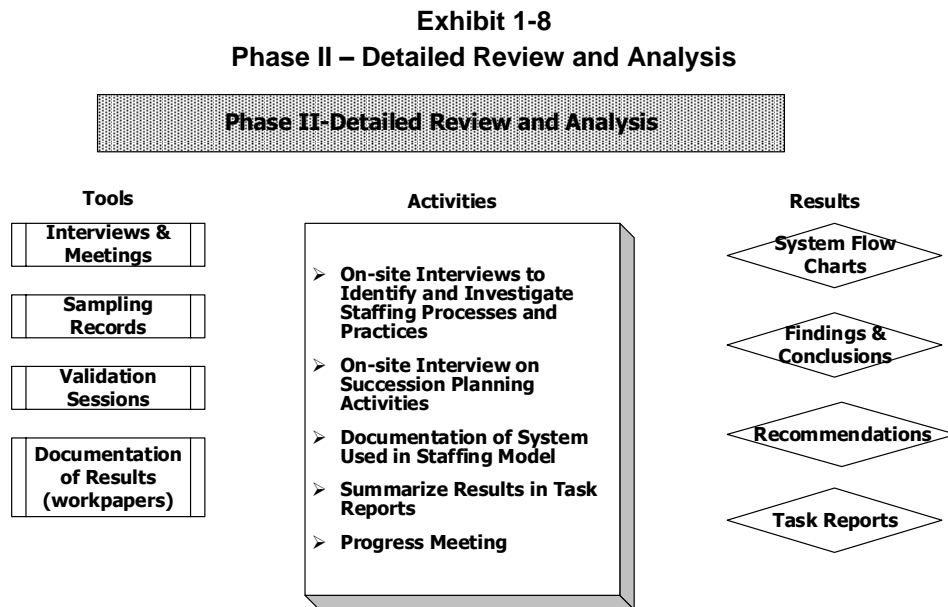 Exhibit 1-8
Phase II – Detailed Review and Analysis
Phase II-Detailed Review and Analysis
Tools
Interviews &
Meetings
Sampling
Records
Validation
Sessions
Documentation
of Results
(workpapers)
Activities
➢ On-site Interviews to
Identify and Investigate
Staffing Processes and
Practices
➢ On-site Interview on
Succession Planning
Activities
➢ Documentation of System
Used in Staffing Model
➢ Summarize Results in Task
Reports
➢ Progress Meeting
Results
System Flow
Charts
Findings &
Conclusions
Recommendations
Task Reports